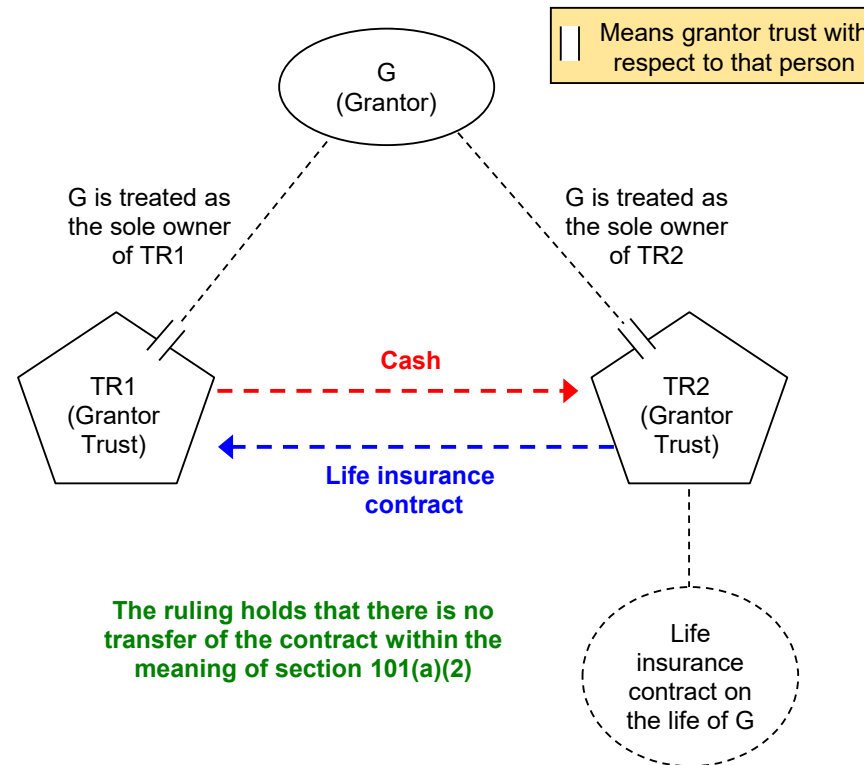 Means grantor trust with
respect to that person
G
(Grantor)
G is treated as
the sole owner
of TR1
G is treated as
the sole owner
of TR2
TR1
(Grantor
Trust)
Cash
TR2
(Grantor
Trust)
Life insurance
contract
The ruling holds that there is no
transfer of the contract within the
meaning of section 101(a)(2)
Life
insurance
contract on
the life of G